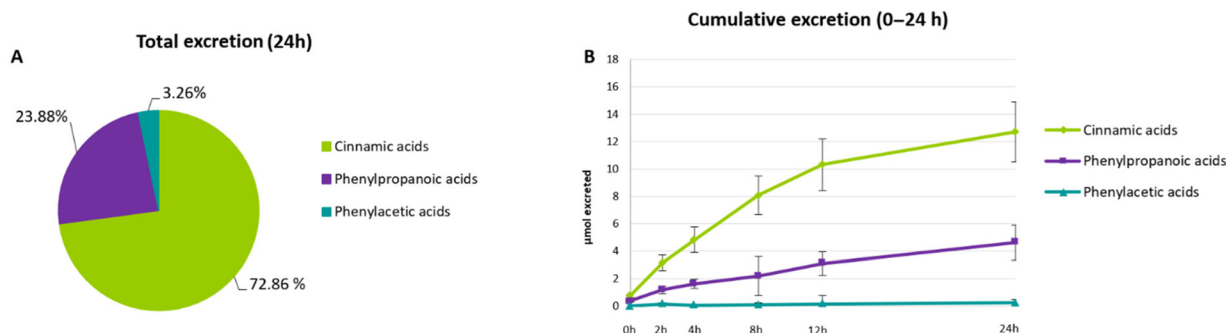 Total excretion (24h)
A
3.26%
23.88%
72.86 %
Cinnamic acids
Phenylpropanoic acids
Phenylacetic acids
Cumulative excretion (0–24 h)
B
µmol excreted
18
16
14
12
10
8
6
4
2
0
0h 2h 4h 8h 12h 24h
Cinnamic acids
Phenylpropanoic acids
Phenylacetic acids